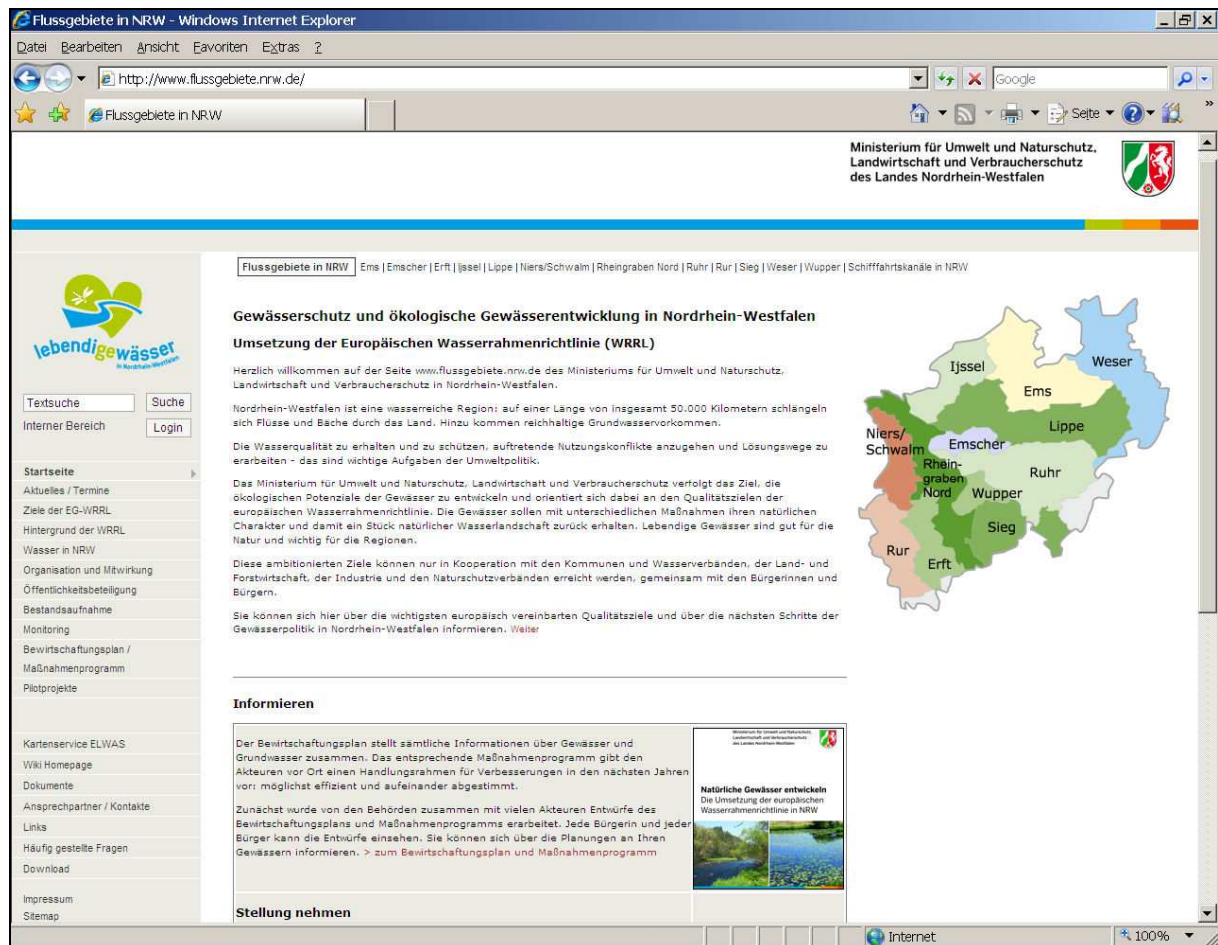 Flussgebiete in NRW - Windows Internet Explorer
Datei Bearbeiten Ansicht Favoriten Extras ?
http://www.flussgebiete.nrw.de/
Google
Flussgebiete in NRW
Seite
Ministerium für Umwelt und Naturschutz,
Landwirtschaft und Verbraucherschutz
des Landes Nordrhein-Westfalen
Flussgebiete in NRW Ems | Emscher | Erft | Ijssel | Lippe | Niers/Schwalm | Rheingraben Nord | Ruhr | Rur | Sieg | Weser | Wupper | Schifffahrtskanäle in NRW
lebendige gewässer
in Nordrhein-Westfalen
Textsuche Suche
Interner Bereich Login
Startseite
Aktuelles / Termine
Ziele der EG-WRRL
Hintergrund der WRRL
Wasser in NRW
Organisation und Mitwirkung
Öffentlichkeitsbeteiligung
Bestandsaufnahme
Monitoring
Bewirtschaftungsplan /
Maßnahmenprogramm
Pilotprojekte
Kartenservice ELWAS
Wiki Homepage
Dokumente
Ansprechpartner / Kontakte
Links
Häufig gestellte Fragen
Download
Impressum
Sitemap
Gewässerschutz und ökologische Gewässerentwicklung in Nordrhein-Westfalen
Umsetzung der Europäischen Wasserrahmenrichtlinie (WRRL)
Herzlich willkommen auf der Seite www.flussgebiete.nrw.de des Ministeriums für Umwelt und Naturschutz,
Landwirtschaft und Verbraucherschutz in Nordrhein-Westfalen.
Nordrhein-Westfalen ist eine wasserreiche Region: auf einer Länge von insgesamt 50.000 Kilometern schlängeln
sich Flüsse und Bäche durch das Land. Hinzu kommen reichhaltige Grundwasservorkommen.
Die Wasserqualität zu erhalten und zu schützen, auftretende Nutzungskonflikte anzugehen und Lösungswege zu
erarbeiten - das sind wichtige Aufgaben der Umweltpolitik.
Das Ministerium für Umwelt und Naturschutz, Landwirtschaft und Verbraucherschutz verfolgt das Ziel, die
ökologischen Potenziale der Gewässer zu entwickeln und orientiert sich dabei an den Qualitätszielen der
europäischen Wasserrahmenrichtlinie. Die Gewässer sollen mit unterschiedlichen Maßnahmen ihren natürlichen
Charakter und damit ein Stück natürlicher Wasserlandschaft zurück erhalten. Lebendige Gewässer sind gut für die
Natur und wichtig für die Regionen.
Diese ambitionierten Ziele können nur in Kooperation mit den Kommunen und Wasserverbänden, der Land- und
Forstwirtschaft, der Industrie und den Naturschutzverbänden erreicht werden, gemeinsam mit den Bürgerinnen und
Bürgern.
Sie können sich hier über die wichtigsten europäisch vereinbarten Qualitätsziele und über die nächsten Schritte der
Gewässerpolitik in Nordrhein-Westfalen informieren. Weiter
Ijssel
Weser
Ems
Lippe
Niers/
Schwalm
Emscher
Rhein-
graben
Nord
Ruhr
Wupper
Sieg
Rur
Erft
Informieren
Der Bewirtschaftungsplan stellt sämtliche Informationen über Gewässer und
Grundwasser zusammen. Das entsprechende Maßnahmenprogramm gibt den
Akteuren vor Ort einen Handlungsrahmen für Verbesserungen in den nächsten Jahren
vor: möglichst effizient und aufeinander abgestimmt.
Zunächst wurde von den Behörden zusammen mit vielen Akteuren Entwürfe des
Bewirtschaftungsplans und Maßnahmenprogramms erarbeitet. Jede Bürgerin und jeder
Bürger kann die Entwürfe einsehen. Sie können sich über die Planungen an Ihren
Gewässern informieren. > zum Bewirtschaftungsplan und Maßnahmenprogramm
Ministerium für Umwelt und Naturschutz,
Landwirtschaft und Verbraucherschutz
des Landes Nordrhein-Westfalen
Natürliche Gewässer entwickeln
Die Umsetzung der europäischen
Wasserrahmenrichtlinie in NRW
Stellung nehmen
Internet
100%